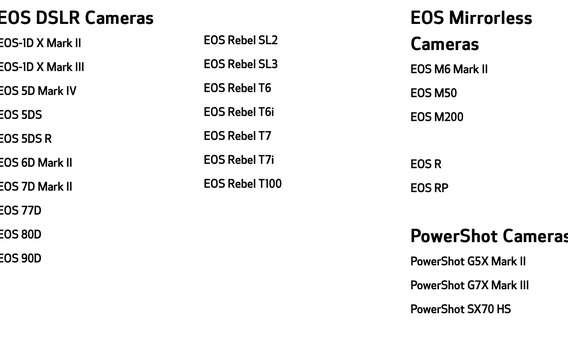 EOS DSLR Cameras
EOS-1D X Mark II
EOS-1D X Mark III
EOS 5D Mark IV
EOS 5DS
EOS 5DS R
EOS 6D Mark II
EOS 7D Mark II
EOS 77D
EOS 80D
EOS 90D
EOS Rebel SL2
EOS Rebel SL3
EOS Rebel T6
EOS Rebel T6i
EOS Rebel T7
EOS Rebel T7i
EOS Rebel T100
EOS Mirrorless
Cameras
EOS M6 Mark II
EOS M50
EOS M200
EOS R
EOS RP
PowerShot Cameras
PowerShot G5X Mark II
PowerShot G7X Mark III
PowerShot SX70 HS